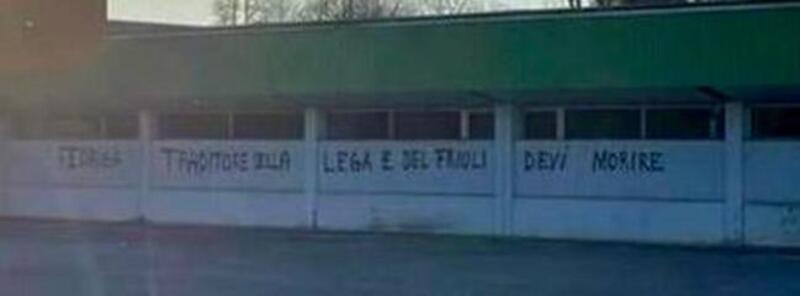 FEDRIGA TRADITORE DELLA LEGA E DEL FRIULI DEVI MORIRE